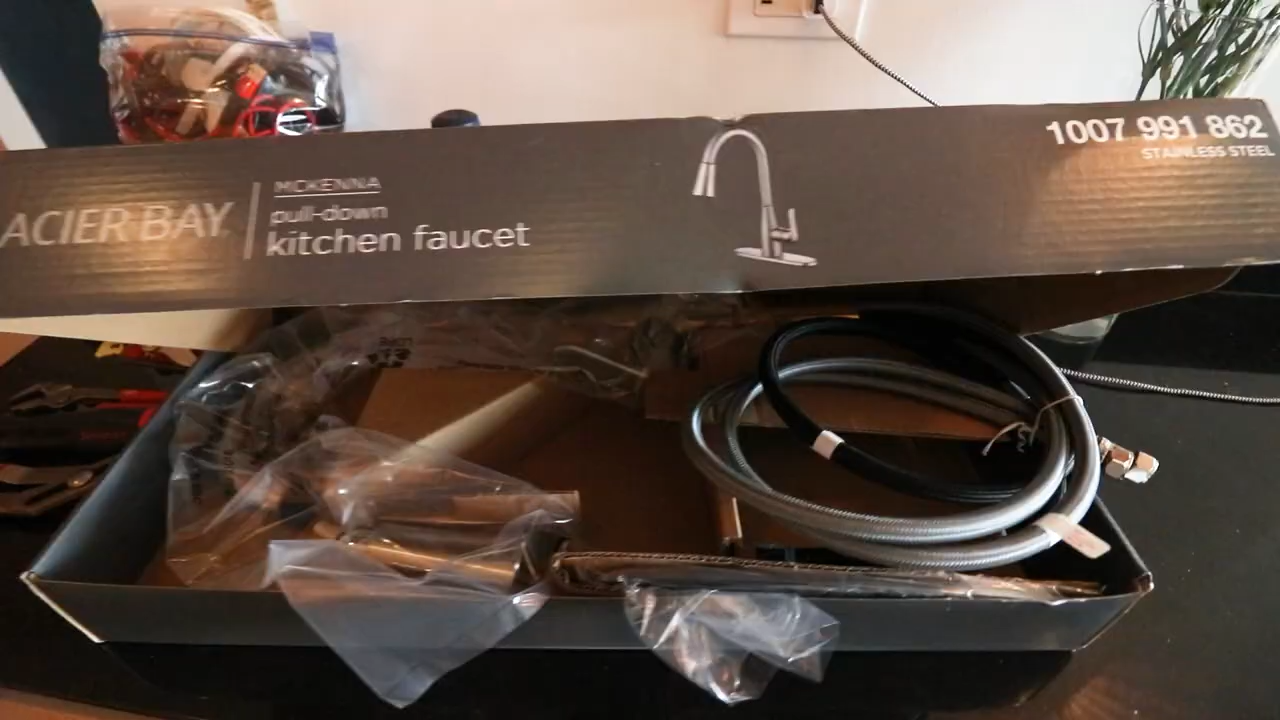 ACIER BAY
MCKENNA
pull-down
kitchen faucet
1007 991 862
STAINLESS STEEL